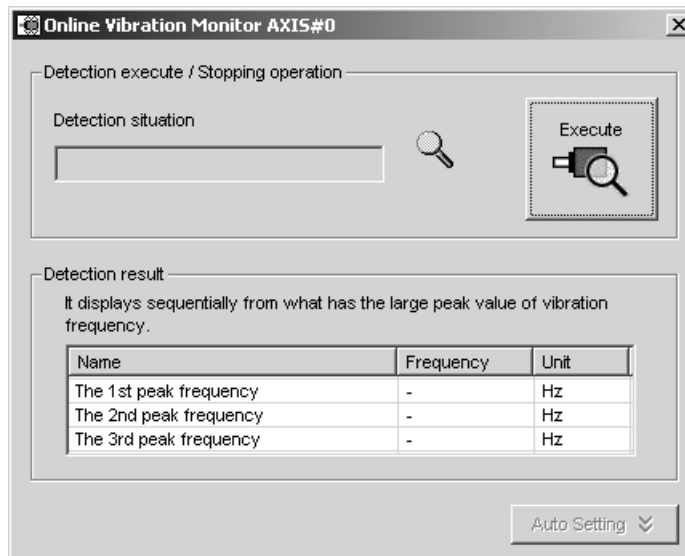 Online Vibration Monitor AXIS#0
Detection execute / Stopping operation
Detection situation
Execute
Detection result
It displays sequentially from what has the large peak value of vibration
frequency.
Name Frequency Unit
The 1st peak frequency - Hz
The 2nd peak frequency - Hz
The 3rd peak frequency - Hz
Auto Setting